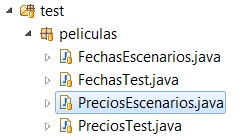 test
peliculas
FechasEscenarios.java
FechasTest.java
PreciosEscenarios.java
PreciosTest.java